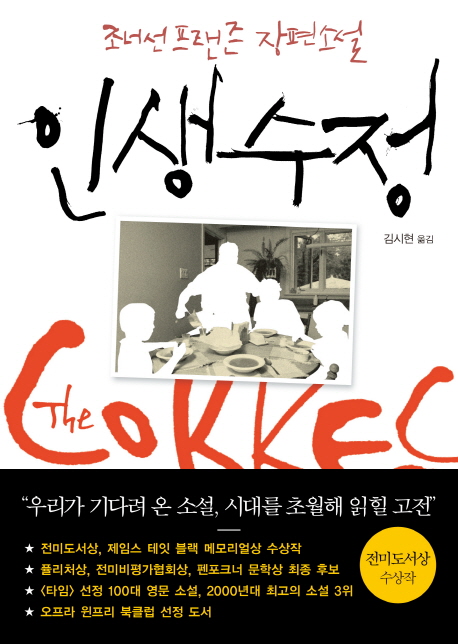 조너선 프랜즌 장편소설
인생 수정
김시현 옮김
The
CORREC
“우리가 기다려 온 소설, 시대를 초월해 읽힐 고전”
★ 전미도서상, 제임스 테잇 블랙 메모리얼상 수상작
★ 퓰리처상, 전미비평가협회상, 펜포크너 문학상 최종 후보
★ 〈타임〉 선정 100대 영문 소설, 2000년대 최고의 소설 3위
★ 오프라 윈프리 북클럽 선정 도서
전미도서상
수상작